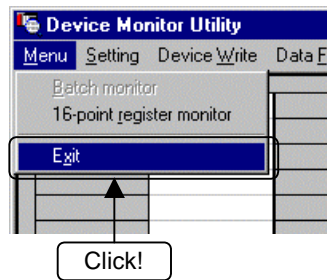 Device Monitor Utility
Menu Setting Device Write Data F
Batch monitor
16-point register monitor
Exit
Click!